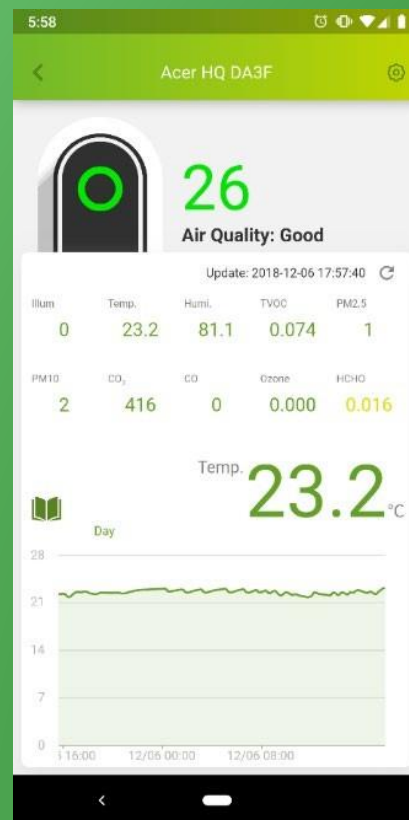 5:58
Acer HQ DA3F
26
Air Quality: Good
Update: 2018-12-06 17:57:40
Illum Temp. Humi. TVOC PM2.5
0 23.2 81.1 0.074 1
PM10 CO₂ CO Ozone HCHO
2 416 0 0.000 0.016
Temp. 23.2 °C
Day
28
21
14
7
0
16:00 12/06 00:00 12/06 08:00